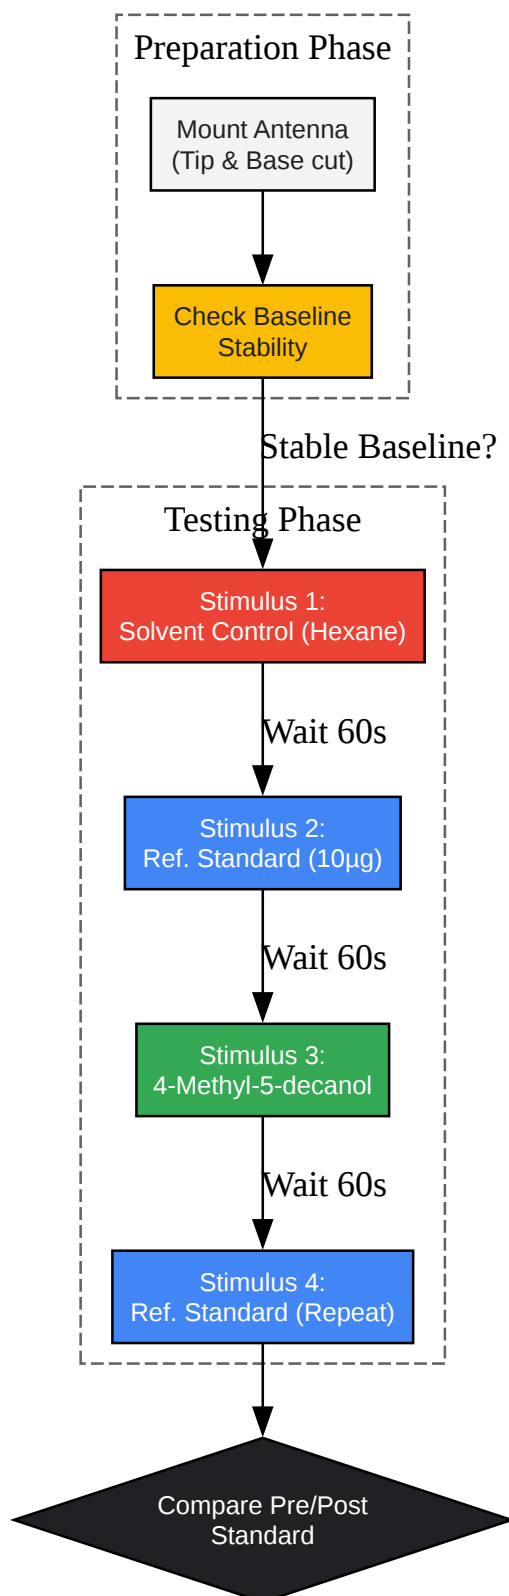 Preparation Phase
Mount Antenna
(Tip & Base cut)
Check Baseline
Stability
Stable Baseline?
Testing Phase
Stimulus 1:
Solvent Control (Hexane)
Wait 60s
Stimulus 2:
Ref. Standard (10µg)
Wait 60s
Stimulus 3:
4-Methyl-5-decanol
Wait 60s
Stimulus 4:
Ref. Standard (Repeat)
Compare Pre/Post
Standard